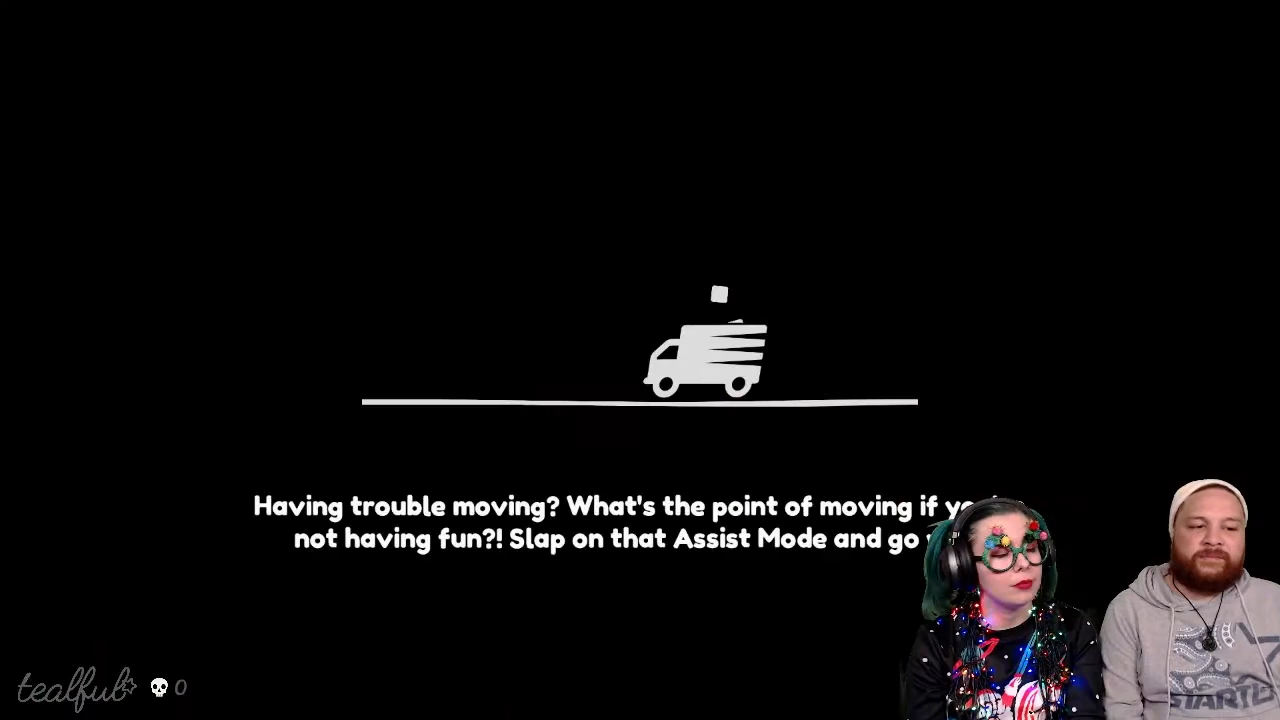 Having trouble moving? What's the point of moving if
not having fun?! Slap on that Assist Mode and go
tealful
0